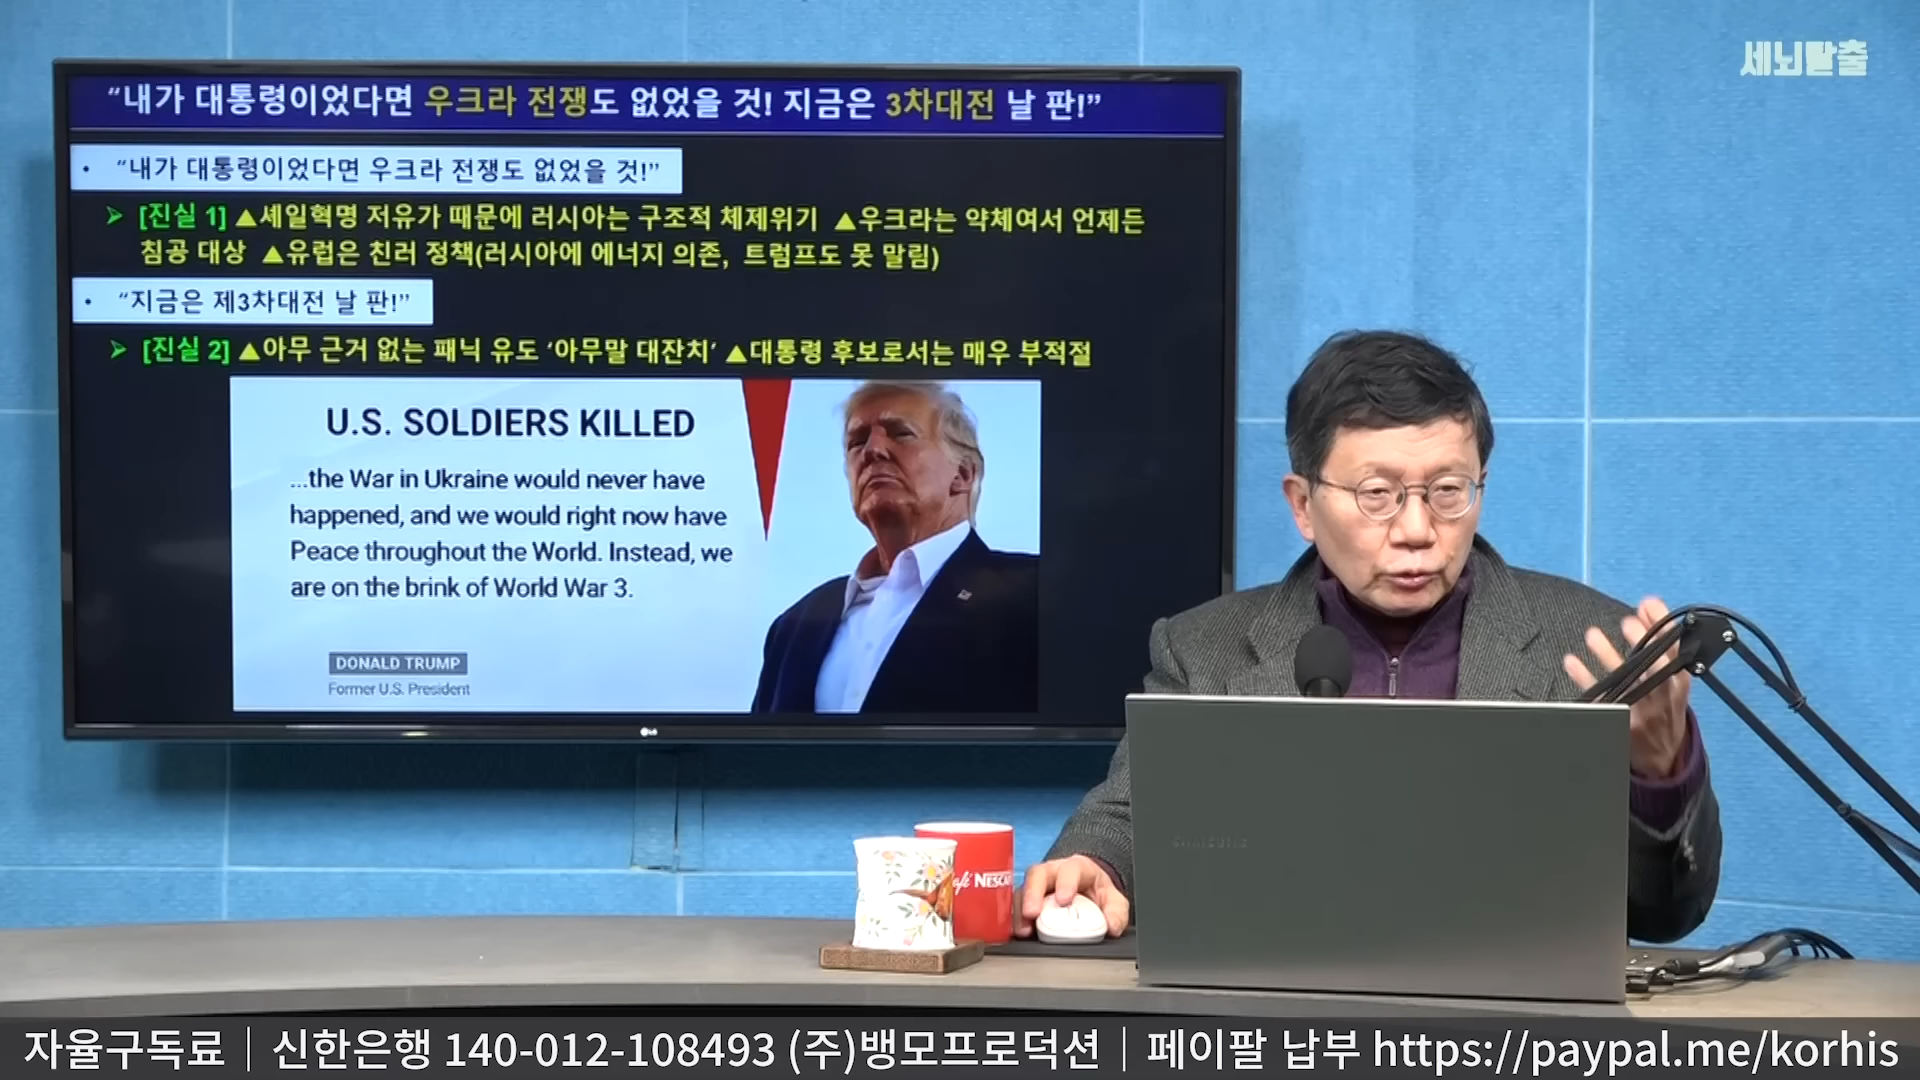 세뇌탈출
“내가 대통령이었다면 우크라 전쟁도 없었을 것! 지금은 3차대전 날 판!”
• “내가 대통령이었다면 우크라 전쟁도 없었을 것!”
➢ [진실 1] ▲셰일혁명 저유가 때문에 러시아는 구조적 체제위기 ▲우크라는 약체여서 언제든
침공 대상 ▲유럽은 친러 정책(러시아에 에너지 의존, 트럼프도 못 말림)
• “지금은 제3차대전 날 판!”
➢ [진실 2] ▲아무 근거 없는 패닉 유도 ‘아무말 대잔치’ ▲대통령 후보로서는 매우 부적절
U.S. SOLDIERS KILLED
...the War in Ukraine would never have
happened, and we would right now have
Peace throughout the World. Instead, we
are on the brink of World War 3.
DONALD TRUMP
Former U.S. President
LG
SAMSUNG
자율구독료｜신한은행 140-012-108493 (주)뱅모프로덕션｜페이팔 납부 https://paypal.me/korhis